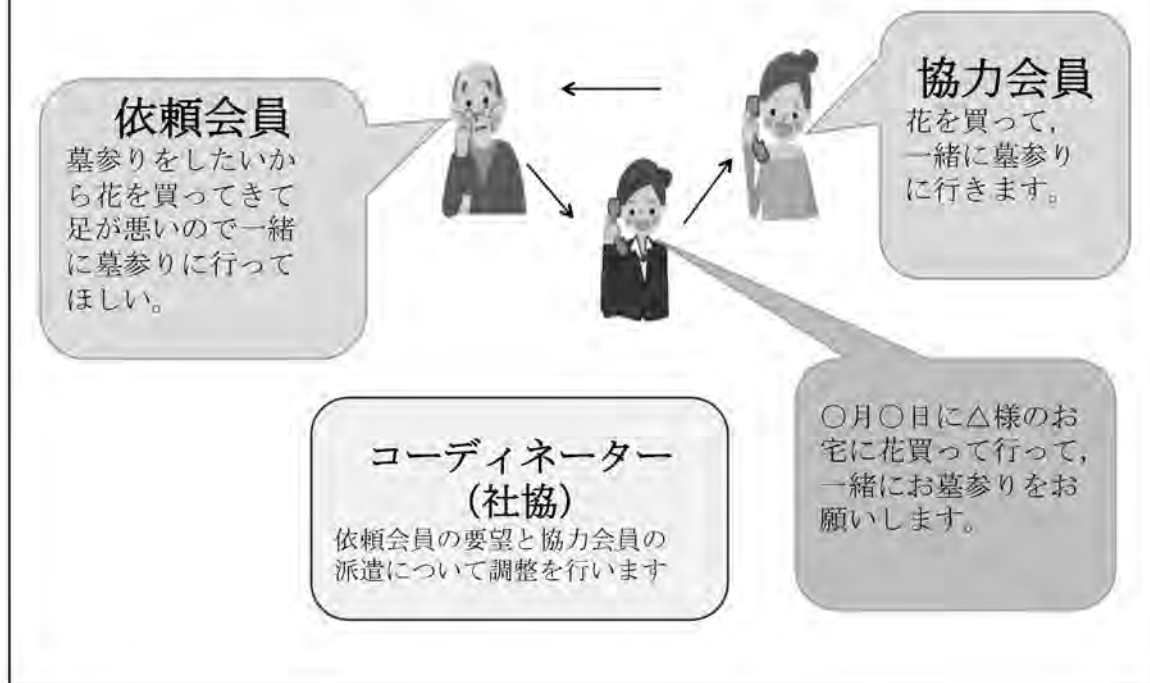 依頼会員
墓参りをしたいか
ら花を買ってきて
足が悪いので一緒
に墓参りに行って
ほしい。
協力会員
花を買って,
一緒に墓参り
に行きます。
○月○日に△様のお
宅に花買って行って,
一緒にお墓参りをお
願いします。
コーディネーター
(社協)
依頼会員の要望と協力会員の
派遣について調整を行います